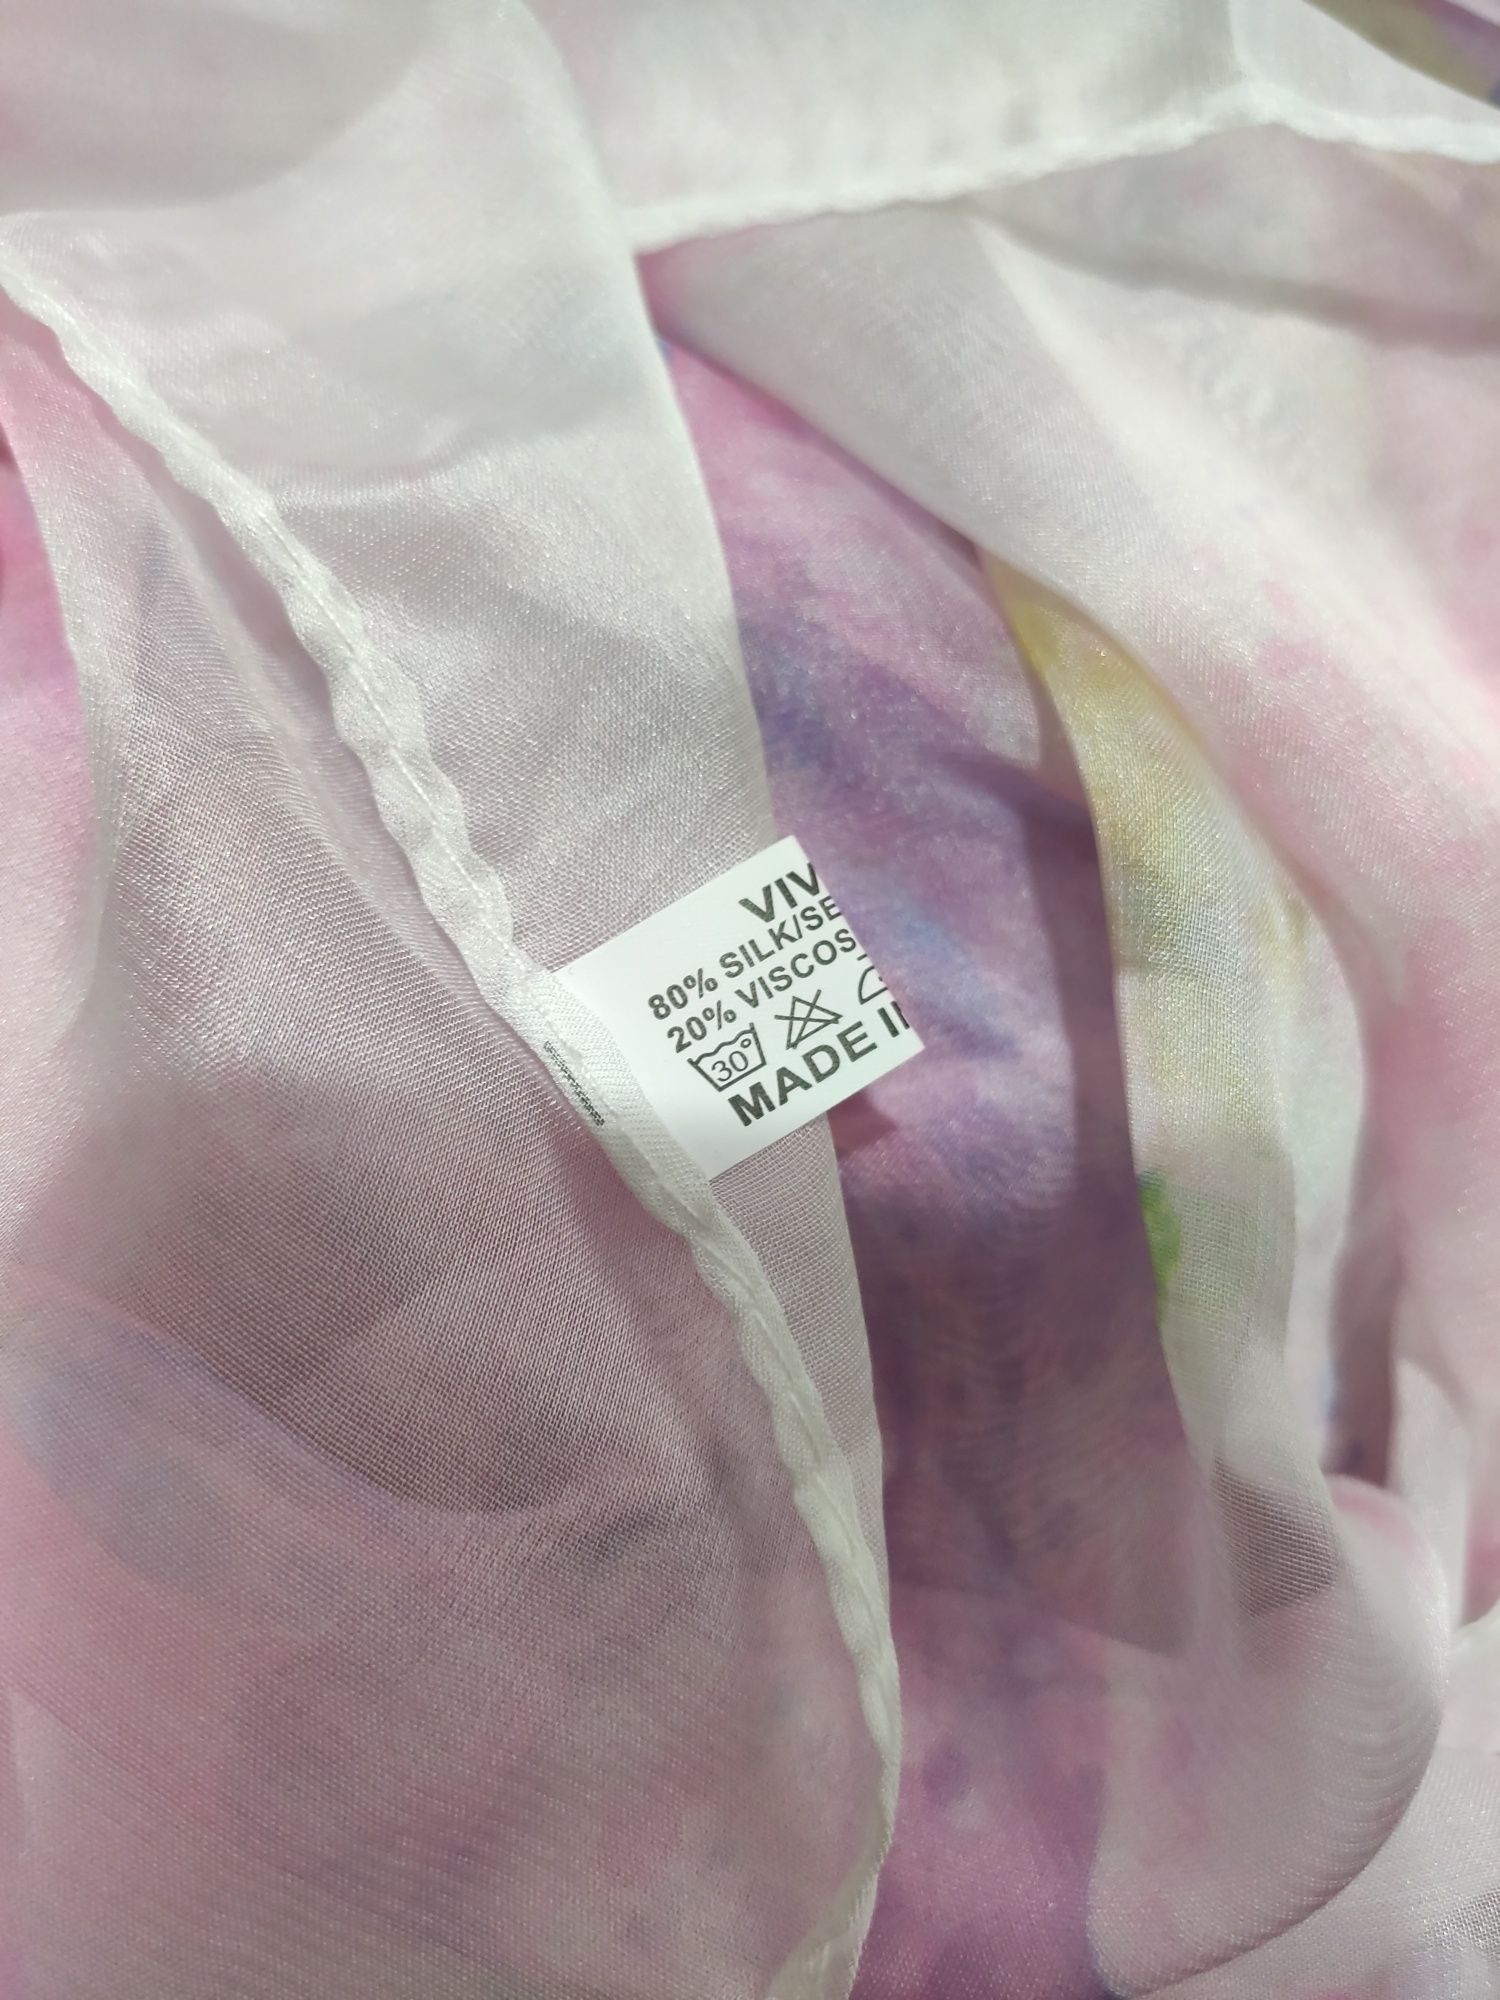 VIV
80% SILK/SE
20% VISCOS
30°
MADE I